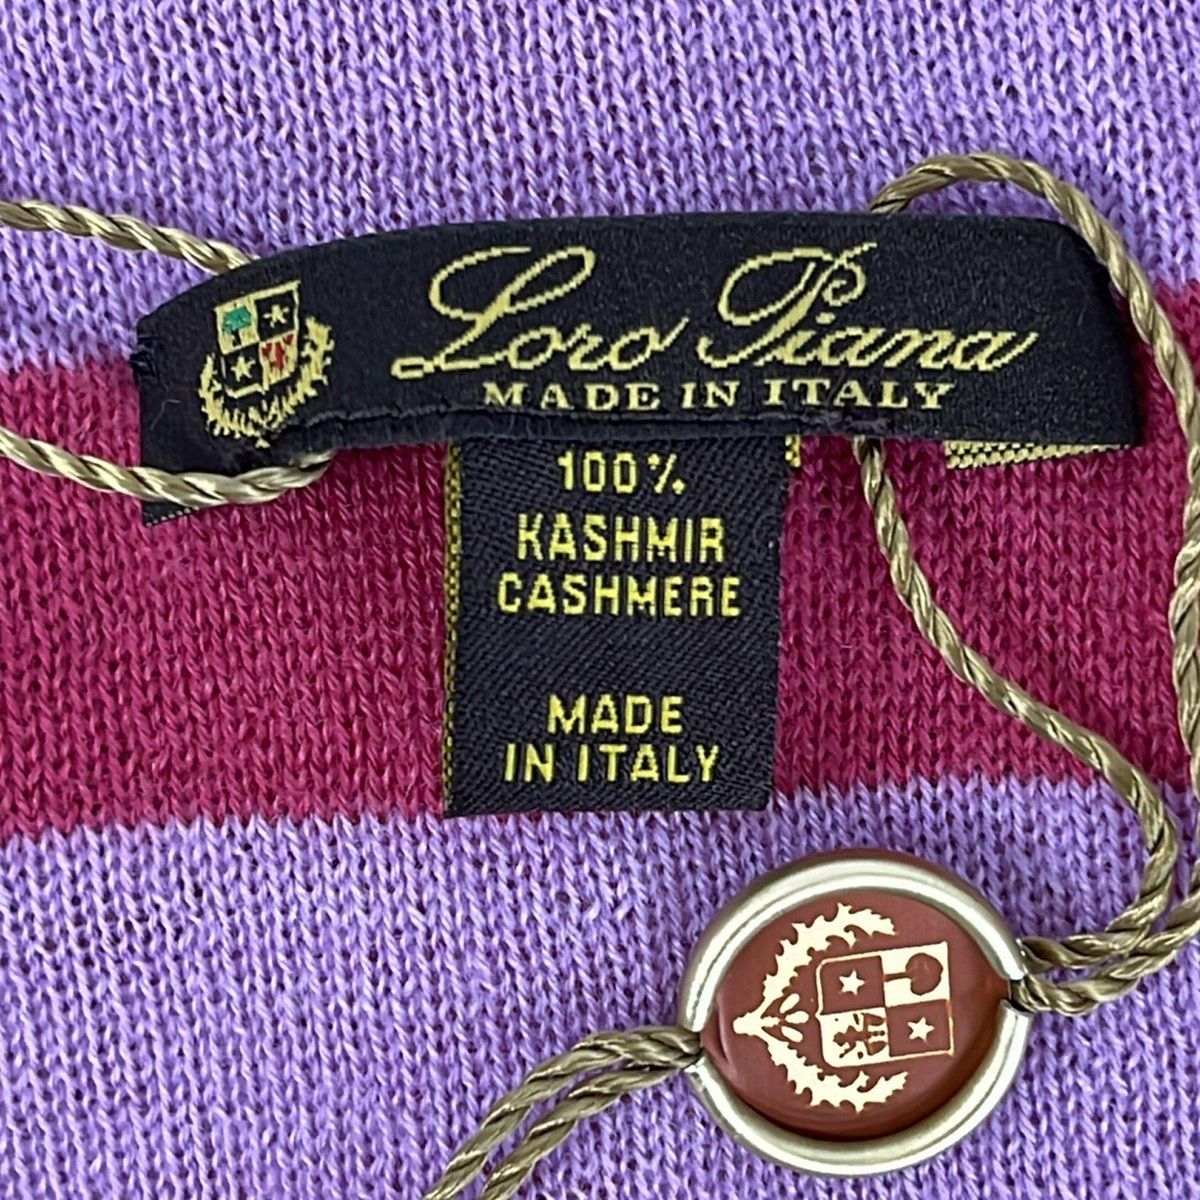 Loro Piana
MADE IN ITALY
100%
KASHMIR
CASHMERE
MADE
IN ITALY